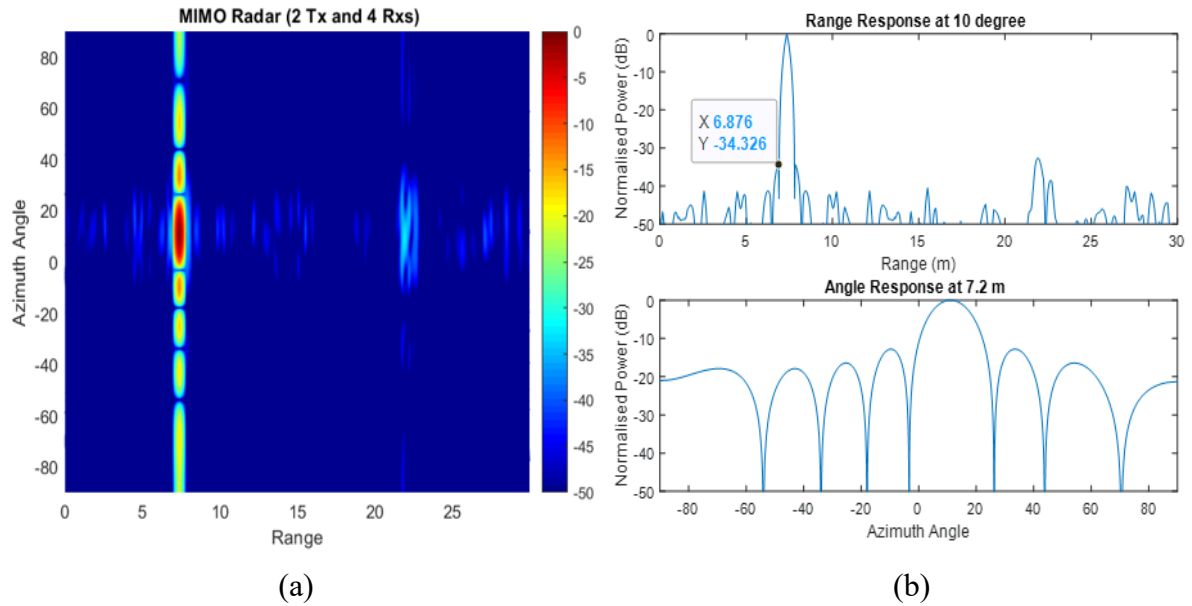 MIMO Radar (2 Tx and 4 Rxs)
80
60
40
20
0
-20
-40
-60
-80
Azimuth Angle
0 5 10 15 20 25
Range
0
-5
-10
-15
-20
-25
-30
-35
-40
-45
-50
(a)
Range Response at 10 degree
0
-10
-20
-30
-40
-50
Normalised Power (dB)
X 6.876
Y -34.326
0 5 10 15 20 25 30
Range (m)
Angle Response at 7.2 m
0
-10
-20
-30
-40
-50
Normalised Power (dB)
-80 -60 -40 -20 0 20 40 60 80
Azimuth Angle
(b)